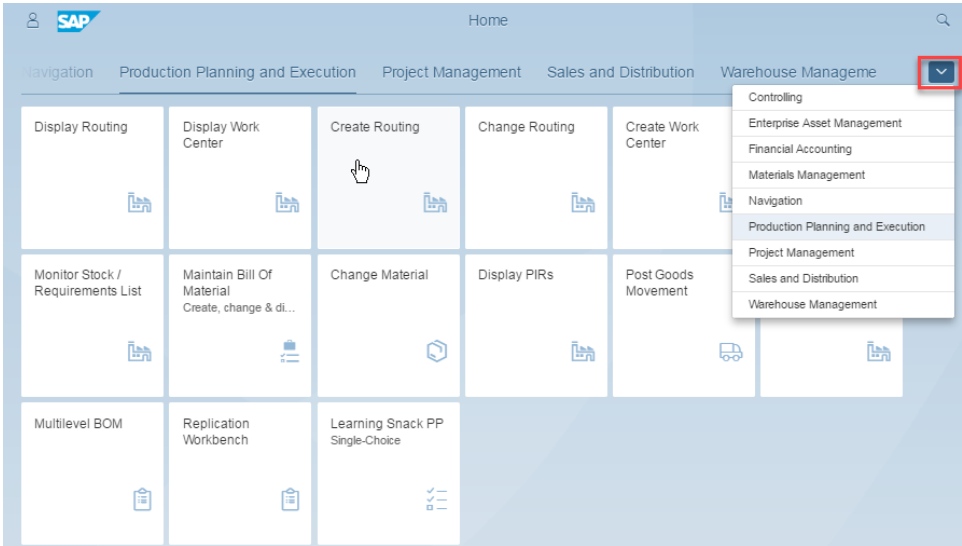 SAP
Home
Navigation
Production Planning and Execution
Project Management
Sales and Distribution
Warehouse Manageme
Controlling
Enterprise Asset Management
Financial Accounting
Materials Management
Navigation
Production Planning and Execution
Project Management
Sales and Distribution
Warehouse Management
Display Routing
Display Work
Center
Create Routing
Change Routing
Create Work
Center
Monitor Stock /
Requirements List
Maintain Bill Of
Material
Create, change & di...
Change Material
Display PIRs
Post Goods
Movement
Multilevel BOM
Replication
Workbench
Learning Snack PP
Single-Choice